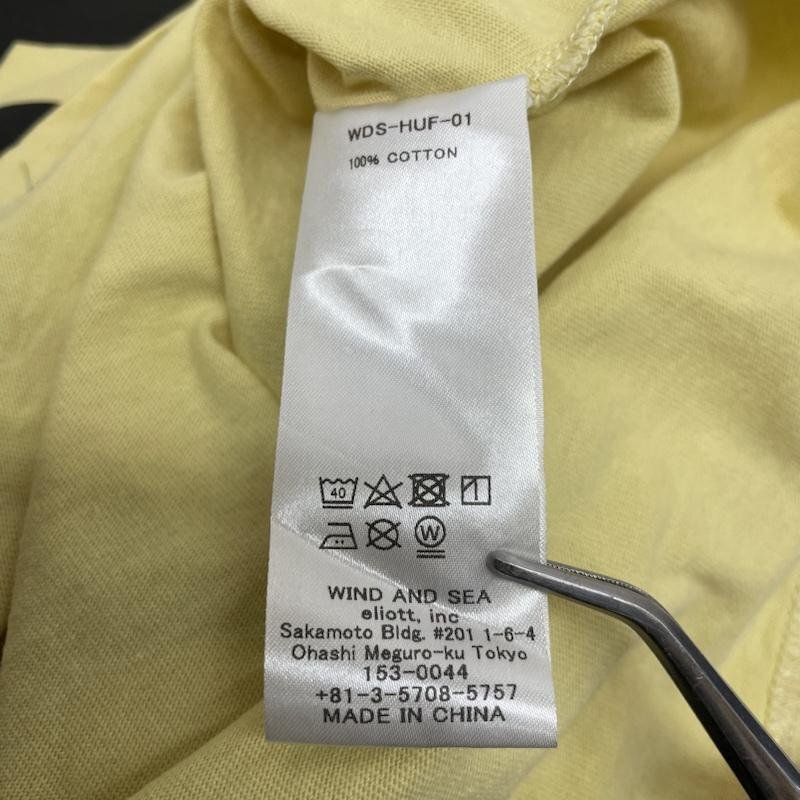 WDS-HUF-01
100% COTTON
40
W
WIND AND SEA
eliott, inc
Sakamoto Bldg. #201 1-6-4
Ohashi Meguro-ku Tokyo
153-0044
+81-3-5708-5757
MADE IN CHINA